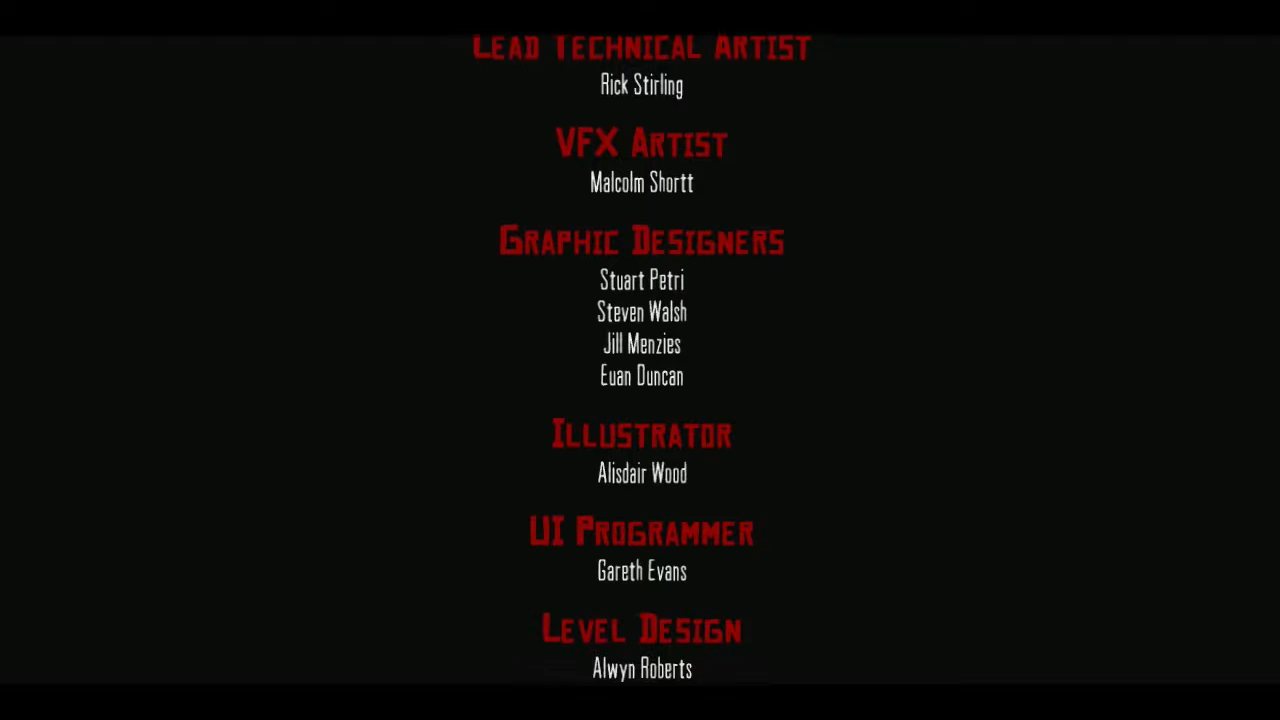 LEAD TECHNICAL ARTIST
Rick Stirling
VFX ARTIST
Malcolm Shortt
GRAPHIC DESIGNERS
Stuart Petri
Steven Walsh
Jill Menzies
Euan Duncan
ILLUSTRATOR
Alisdair Wood
UI PROGRAMMER
Gareth Evans
LEVEL DESIGN
Alwyn Roberts